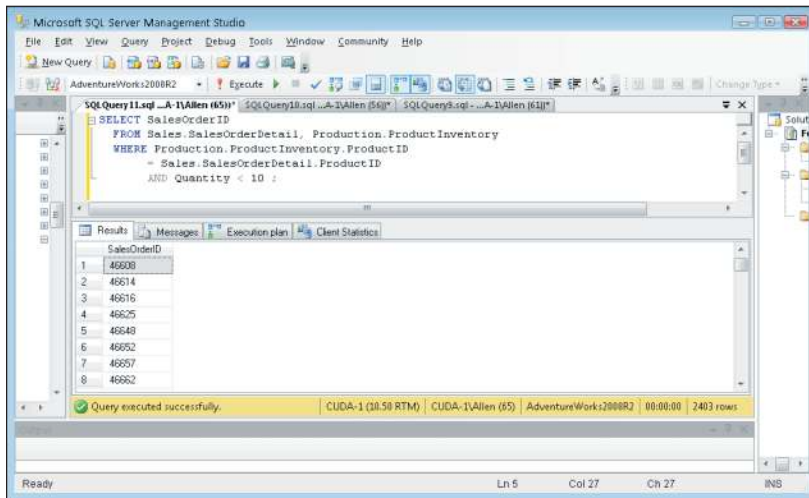 Microsoft SQL Server Management Studio
File Edit View Query Project Debug Tools Window Community Help
New Query
AdventureWorks2008R2 Execute Change Type
SQLQuery11.sql ...A-1\Allen (65))* SQLQuery10.sql ...A-1\Allen (56))* SQLQuery9.sql - ...A-1\Allen (61))*
SELECT SalesOrderID
FROM Sales.SalesOrderDetail, Production.ProductInventory
WHERE Production.ProductInventory.ProductID
= Sales.SalesOrderDetail.ProductID
AND Quantity < 10 ;
Solut
Results Messages Execution plan Client Statistics
SalesOrderID
1 46608
2 46614
3 46616
4 46625
5 46648
6 46652
7 46657
8 46662
Query executed successfully. CUDA-1 (10.50 RTM) CUDA-1\Allen (65) AdventureWorks2008R2 00:00:00 2403 rows
Output
Ready Ln 5 Col 27 Ch 27 INS